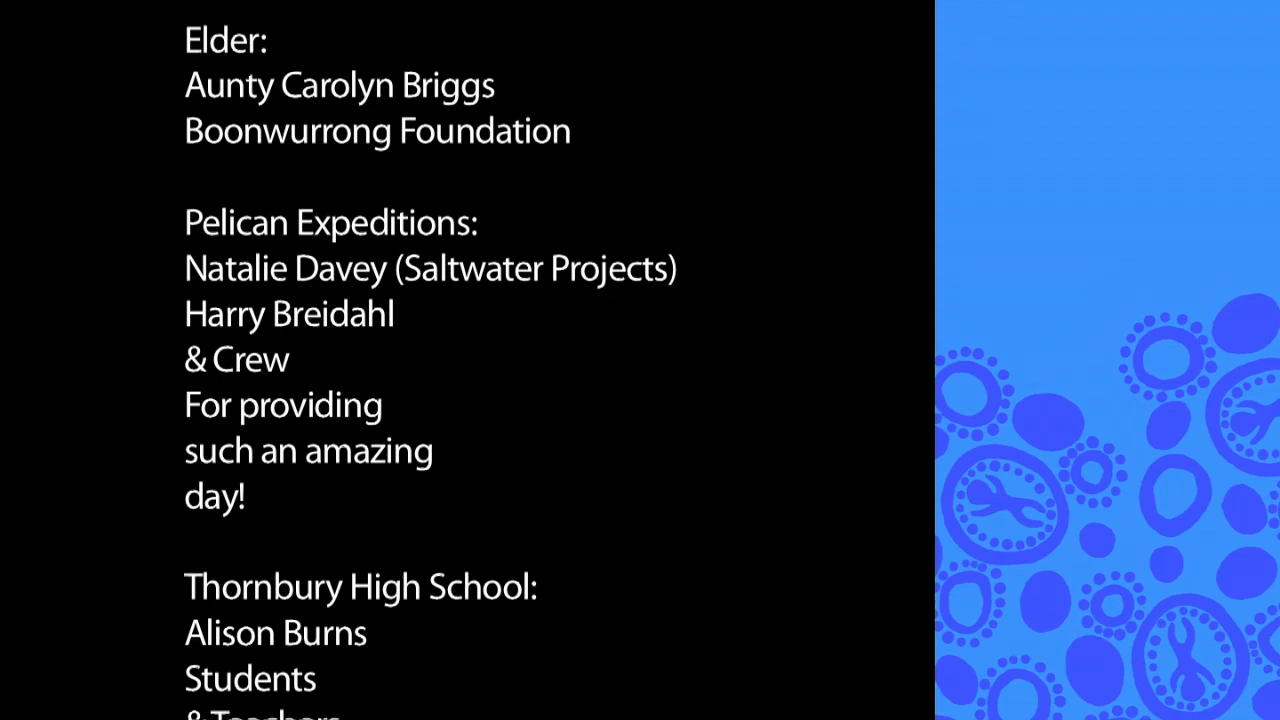 Elder:
Aunty Carolyn Briggs
Boonwurrong Foundation
Pelican Expeditions:
Natalie Davey (Saltwater Projects)
Harry Breidahl
& Crew
For providing
such an amazing
day!
Thornbury High School:
Alison Burns
Students
& Teachers